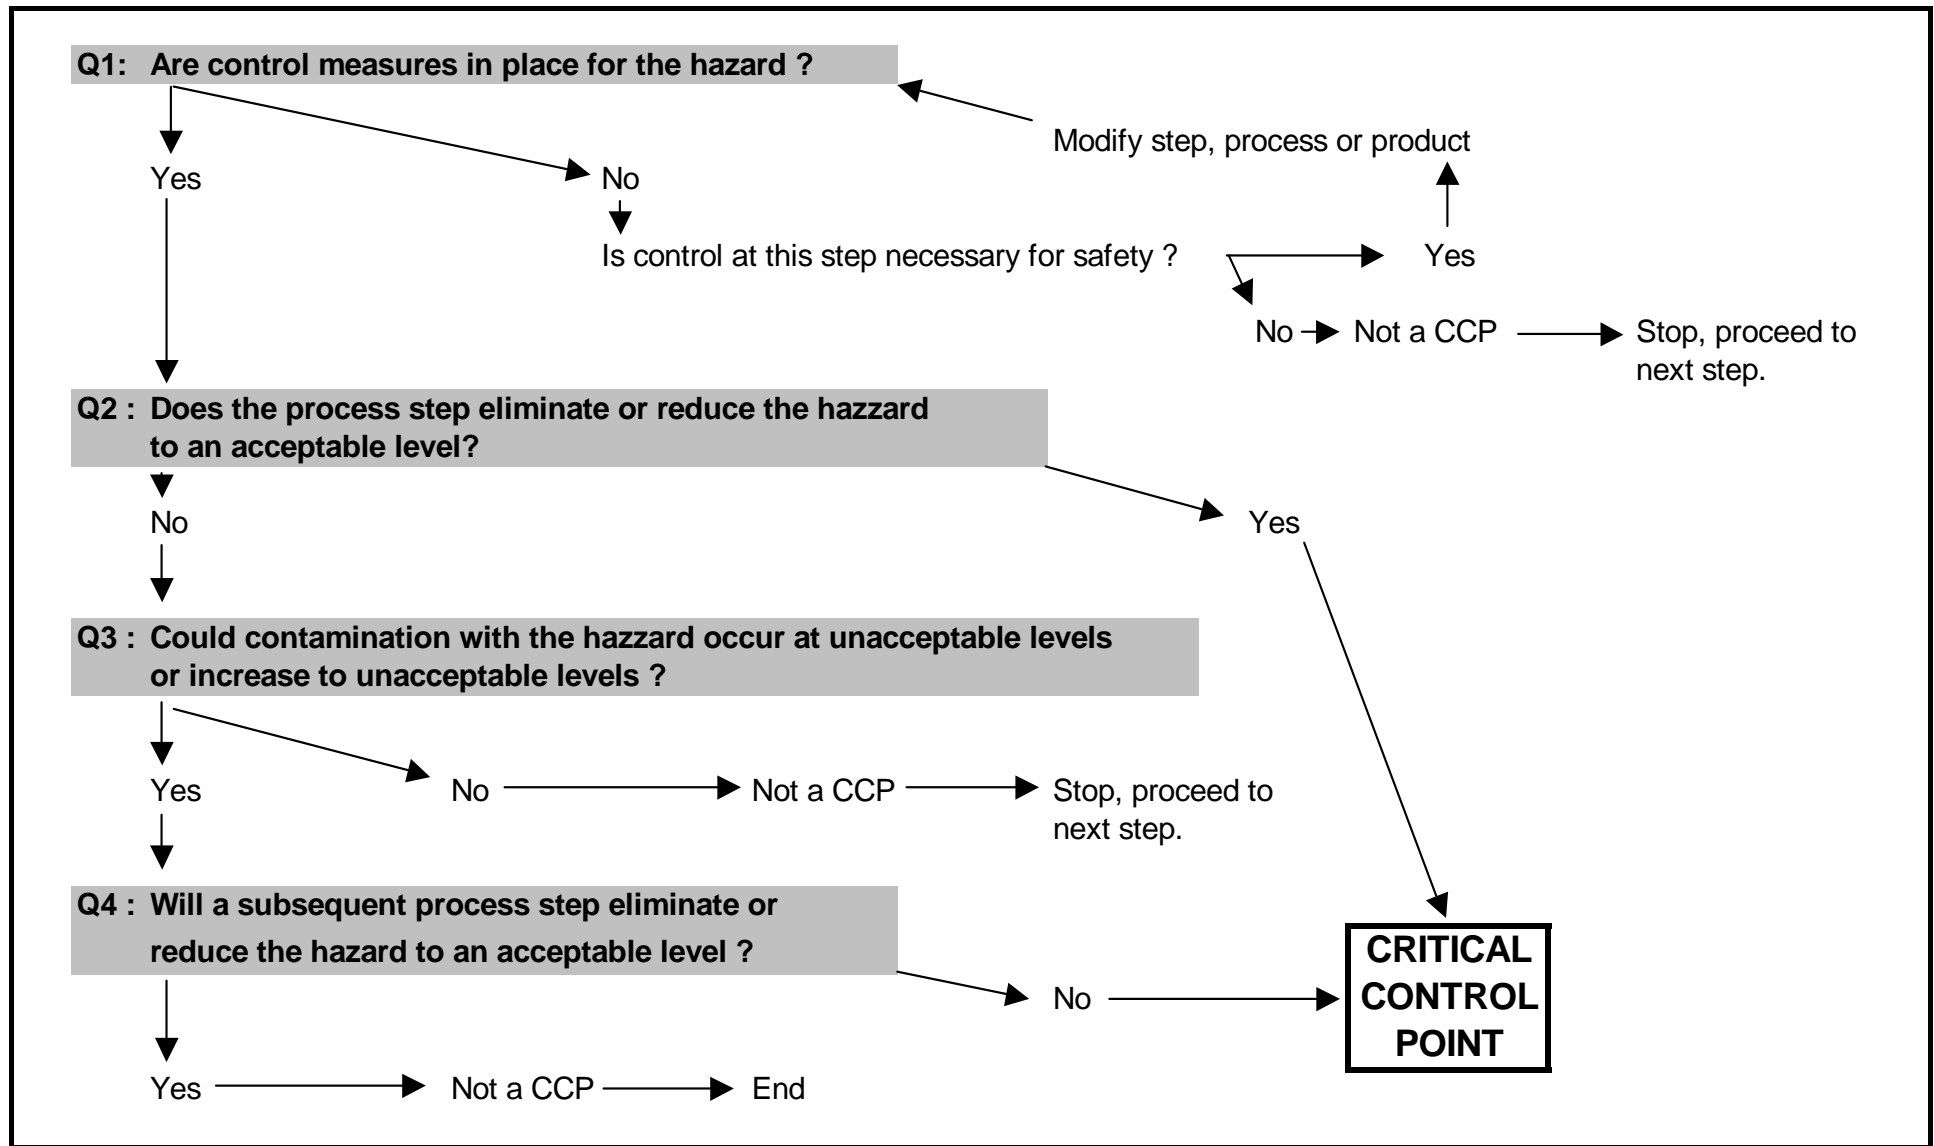 Q1: Are control measures in place for the hazard ?
Modify step, process or product
Yes
No
Is control at this step necessary for safety ?
Yes
No
Not a CCP
Stop, proceed to
next step.
Q2 : Does the process step eliminate or reduce the hazzard
to an acceptable level?
No
Yes
Q3 : Could contamination with the hazzard occur at unacceptable levels
or increase to unacceptable levels ?
Yes
No
Not a CCP
Stop, proceed to
next step.
Q4 : Will a subsequent process step eliminate or
reduce the hazard to an acceptable level ?
No
CRITICAL
CONTROL
POINT
Yes
Not a CCP
End